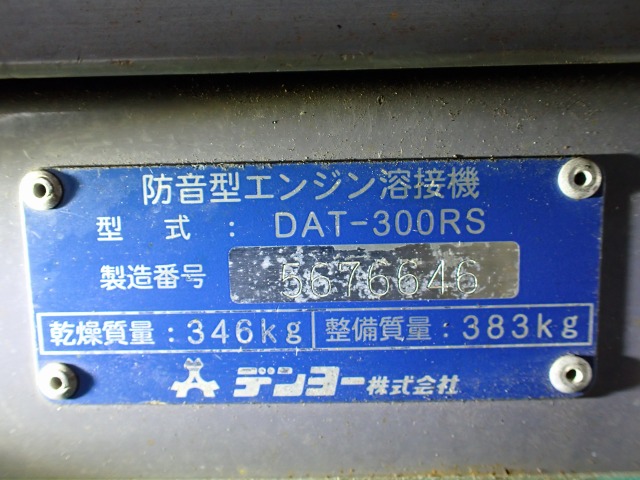 防音型エンジン溶接機
型式：DAT-300RS
製造番号 5676646
乾燥質量：346kg 整備質量：383kg
デンヨー株式会社